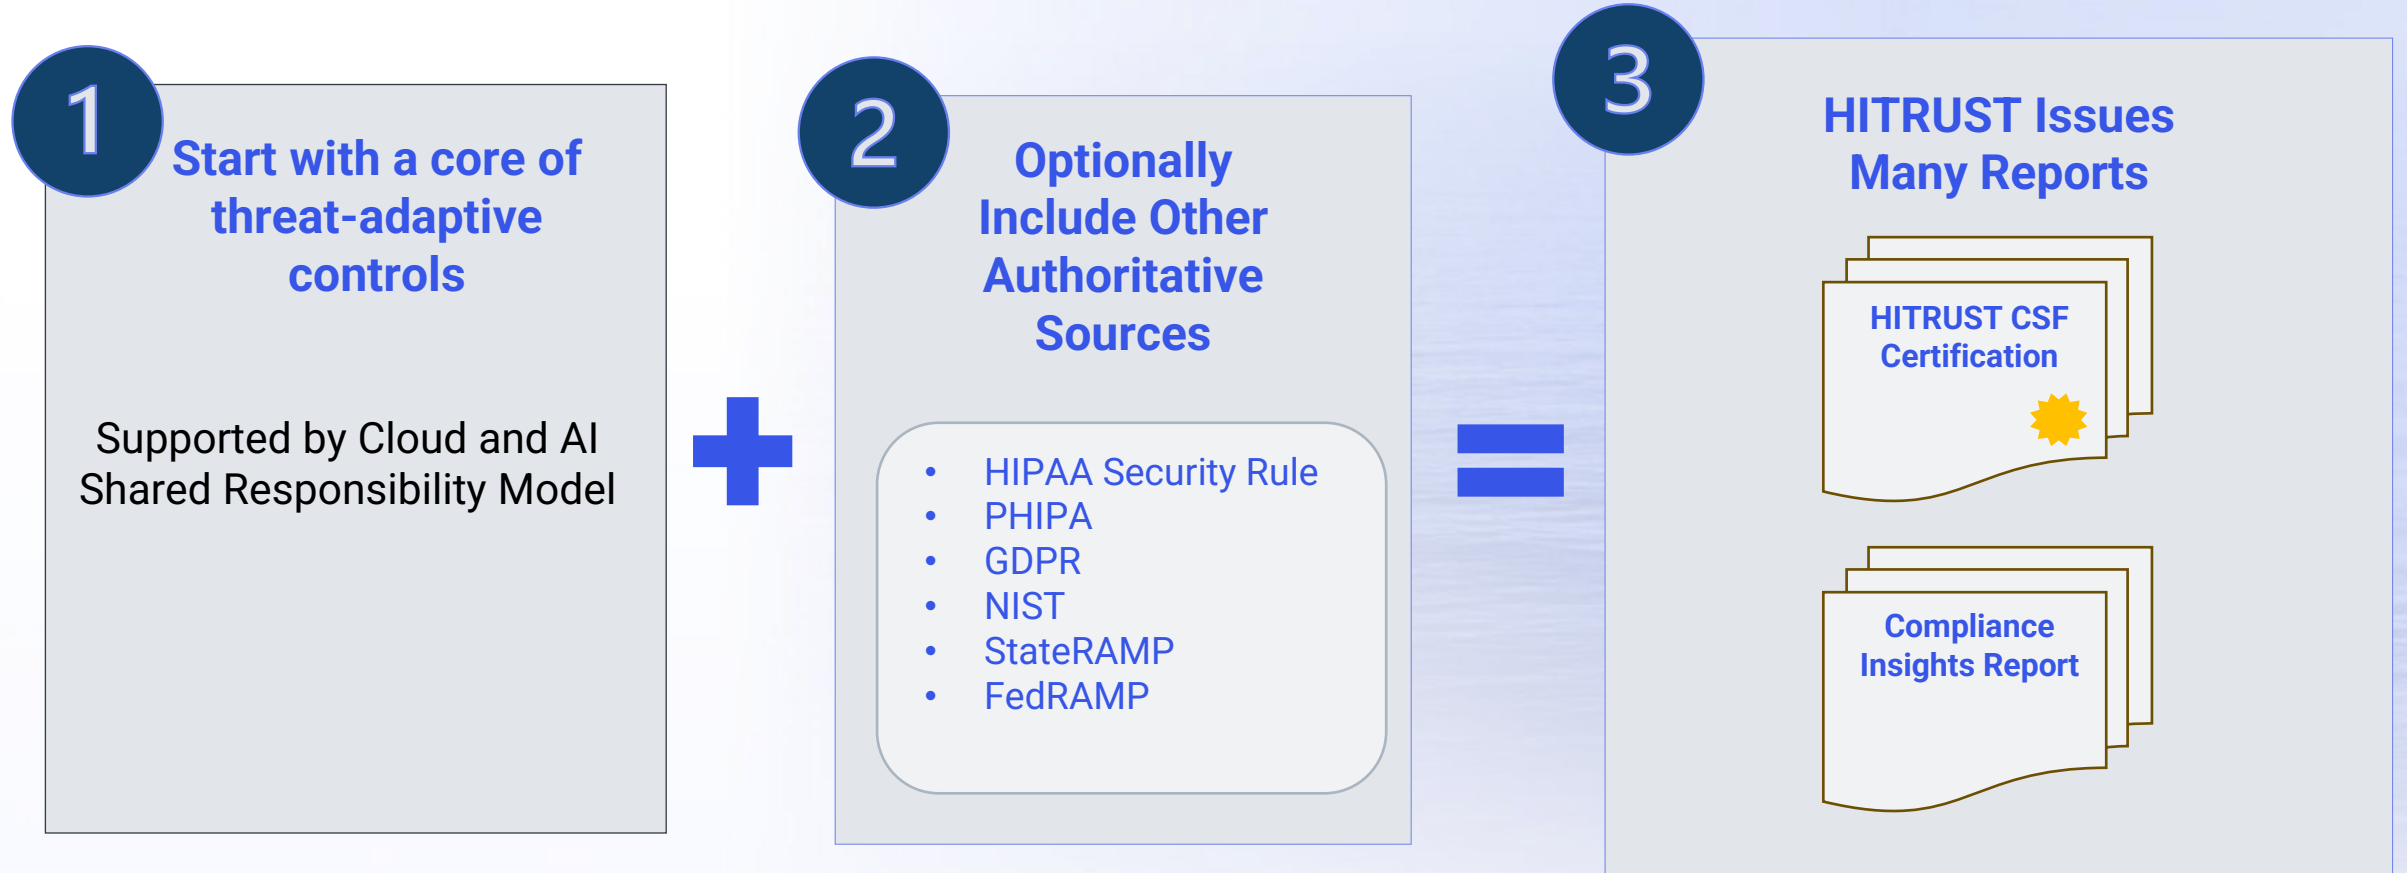 1
Start with a core of
threat-adaptive
controls
Supported by Cloud and AI
Shared Responsibility Model
2
Optionally
Include Other
Authoritative
Sources
• HIPAA Security Rule
• PHIPA
• GDPR
• NIST
• StateRAMP
• FedRAMP
3
HITRUST Issues
Many Reports
HITRUST CSF
Certification
Compliance
Insights Report